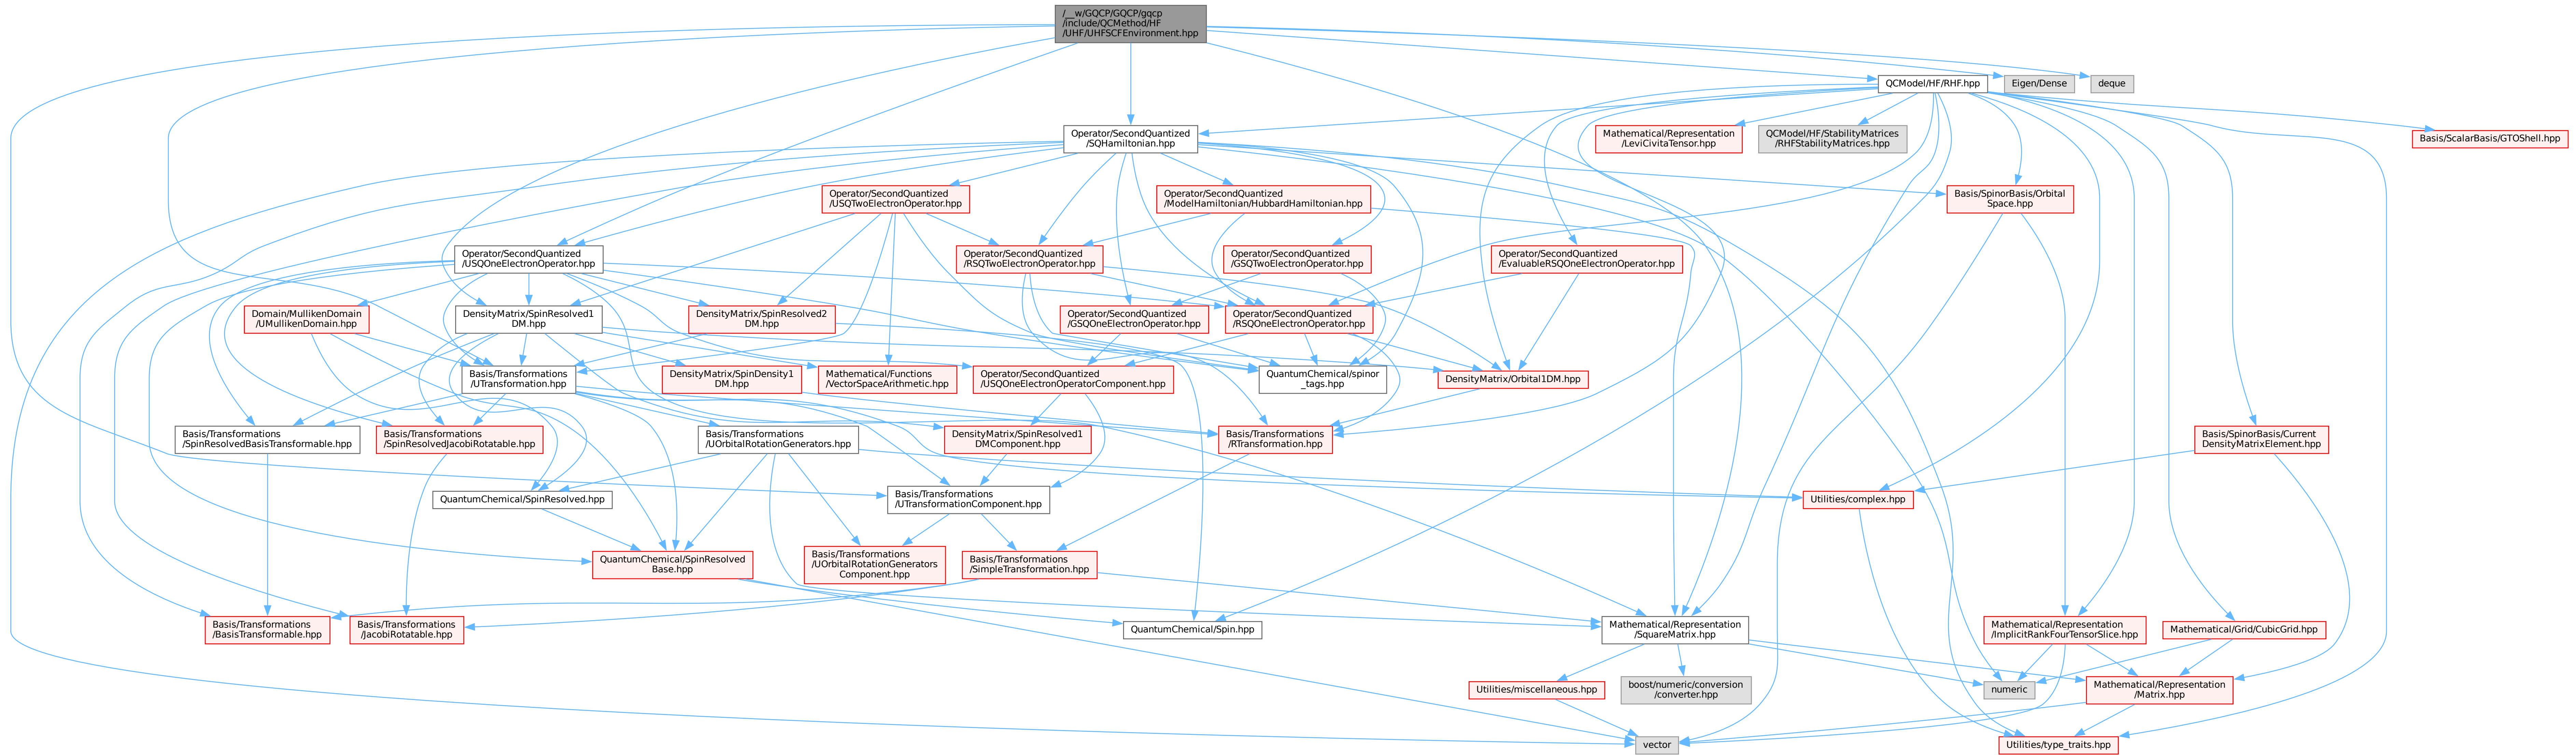 /__w/GQCP/GQCP/gqcp
/include/QCMethod/HF
/UHF/UHFSCFEnvironment.hpp
QCModel/HF/RHF.hpp
Eigen/Dense
deque
Operator/SecondQuantized
/SQHamiltonian.hpp
Mathematical/Representation
/LeviCivitaTensor.hpp
QCModel/HF/StabilityMatrices
/RHFStabilityMatrices.hpp
Basis/ScalarBasis/GTOShell.hpp
Operator/SecondQuantized
/USQTwoElectronOperator.hpp
Operator/SecondQuantized
/ModelHamiltonian/HubbardHamiltonian.hpp
Basis/SpinorBasis/Orbital
Space.hpp
Operator/SecondQuantized
/USQOneElectronOperator.hpp
Operator/SecondQuantized
/RSQTwoElectronOperator.hpp
Operator/SecondQuantized
/GSQTwoElectronOperator.hpp
Operator/SecondQuantized
/EvaluableRSQOneElectronOperator.hpp
Domain/MullikenDomain
/UMullikenDomain.hpp
DensityMatrix/SpinResolved1
DM.hpp
DensityMatrix/SpinResolved2
DM.hpp
Operator/SecondQuantized
/GSQOneElectronOperator.hpp
Operator/SecondQuantized
/RSQOneElectronOperator.hpp
Basis/Transformations
/UTransformation.hpp
DensityMatrix/SpinDensity1
DM.hpp
Mathematical/Functions
/VectorSpaceArithmetic.hpp
Operator/SecondQuantized
/USQOneElectronOperatorComponent.hpp
QuantumChemical/spinor
_tags.hpp
DensityMatrix/Orbital1DM.hpp
Basis/Transformations
/SpinResolvedBasisTransformable.hpp
Basis/Transformations
/SpinResolvedJacobiRotatable.hpp
Basis/Transformations
/UOrbitalRotationGenerators.hpp
DensityMatrix/SpinResolved1
DMComponent.hpp
Basis/Transformations
/RTransformation.hpp
Basis/SpinorBasis/Current
DensityMatrixElement.hpp
QuantumChemical/SpinResolved.hpp
Basis/Transformations
/UTransformationComponent.hpp
Utilities/complex.hpp
QuantumChemical/SpinResolved
Base.hpp
Basis/Transformations
/UOrbitalRotationGenerators
Component.hpp
Basis/Transformations
/SimpleTransformation.hpp
Basis/Transformations
/BasisTransformable.hpp
Basis/Transformations
/JacobiRotatable.hpp
QuantumChemical/Spin.hpp
Mathematical/Representation
/SquareMatrix.hpp
Mathematical/Representation
/ImplicitRankFourTensorSlice.hpp
Mathematical/Grid/CubicGrid.hpp
Utilities/miscellaneous.hpp
boost/numeric/conversion
/converter.hpp
numeric
Mathematical/Representation
/Matrix.hpp
vector
Utilities/type_traits.hpp